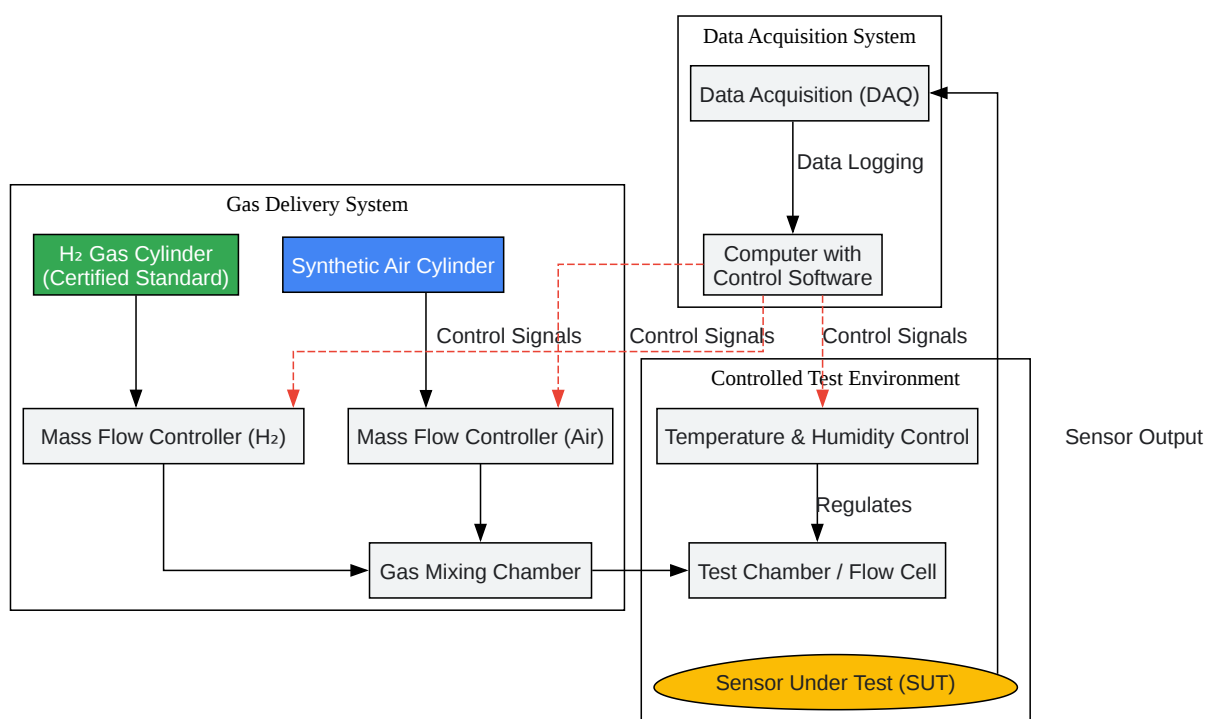 Data Acquisition System
Data Acquisition (DAQ)
Data Logging
Gas Delivery System
H₂ Gas Cylinder
(Certified Standard)
Synthetic Air Cylinder
Computer with
Control Software
Control Signals
Control Signals
Control Signals
Controlled Test Environment
Mass Flow Controller (H₂)
Mass Flow Controller (Air)
Temperature & Humidity Control
Sensor Output
Regulates
Gas Mixing Chamber
Test Chamber / Flow Cell
Sensor Under Test (SUT)